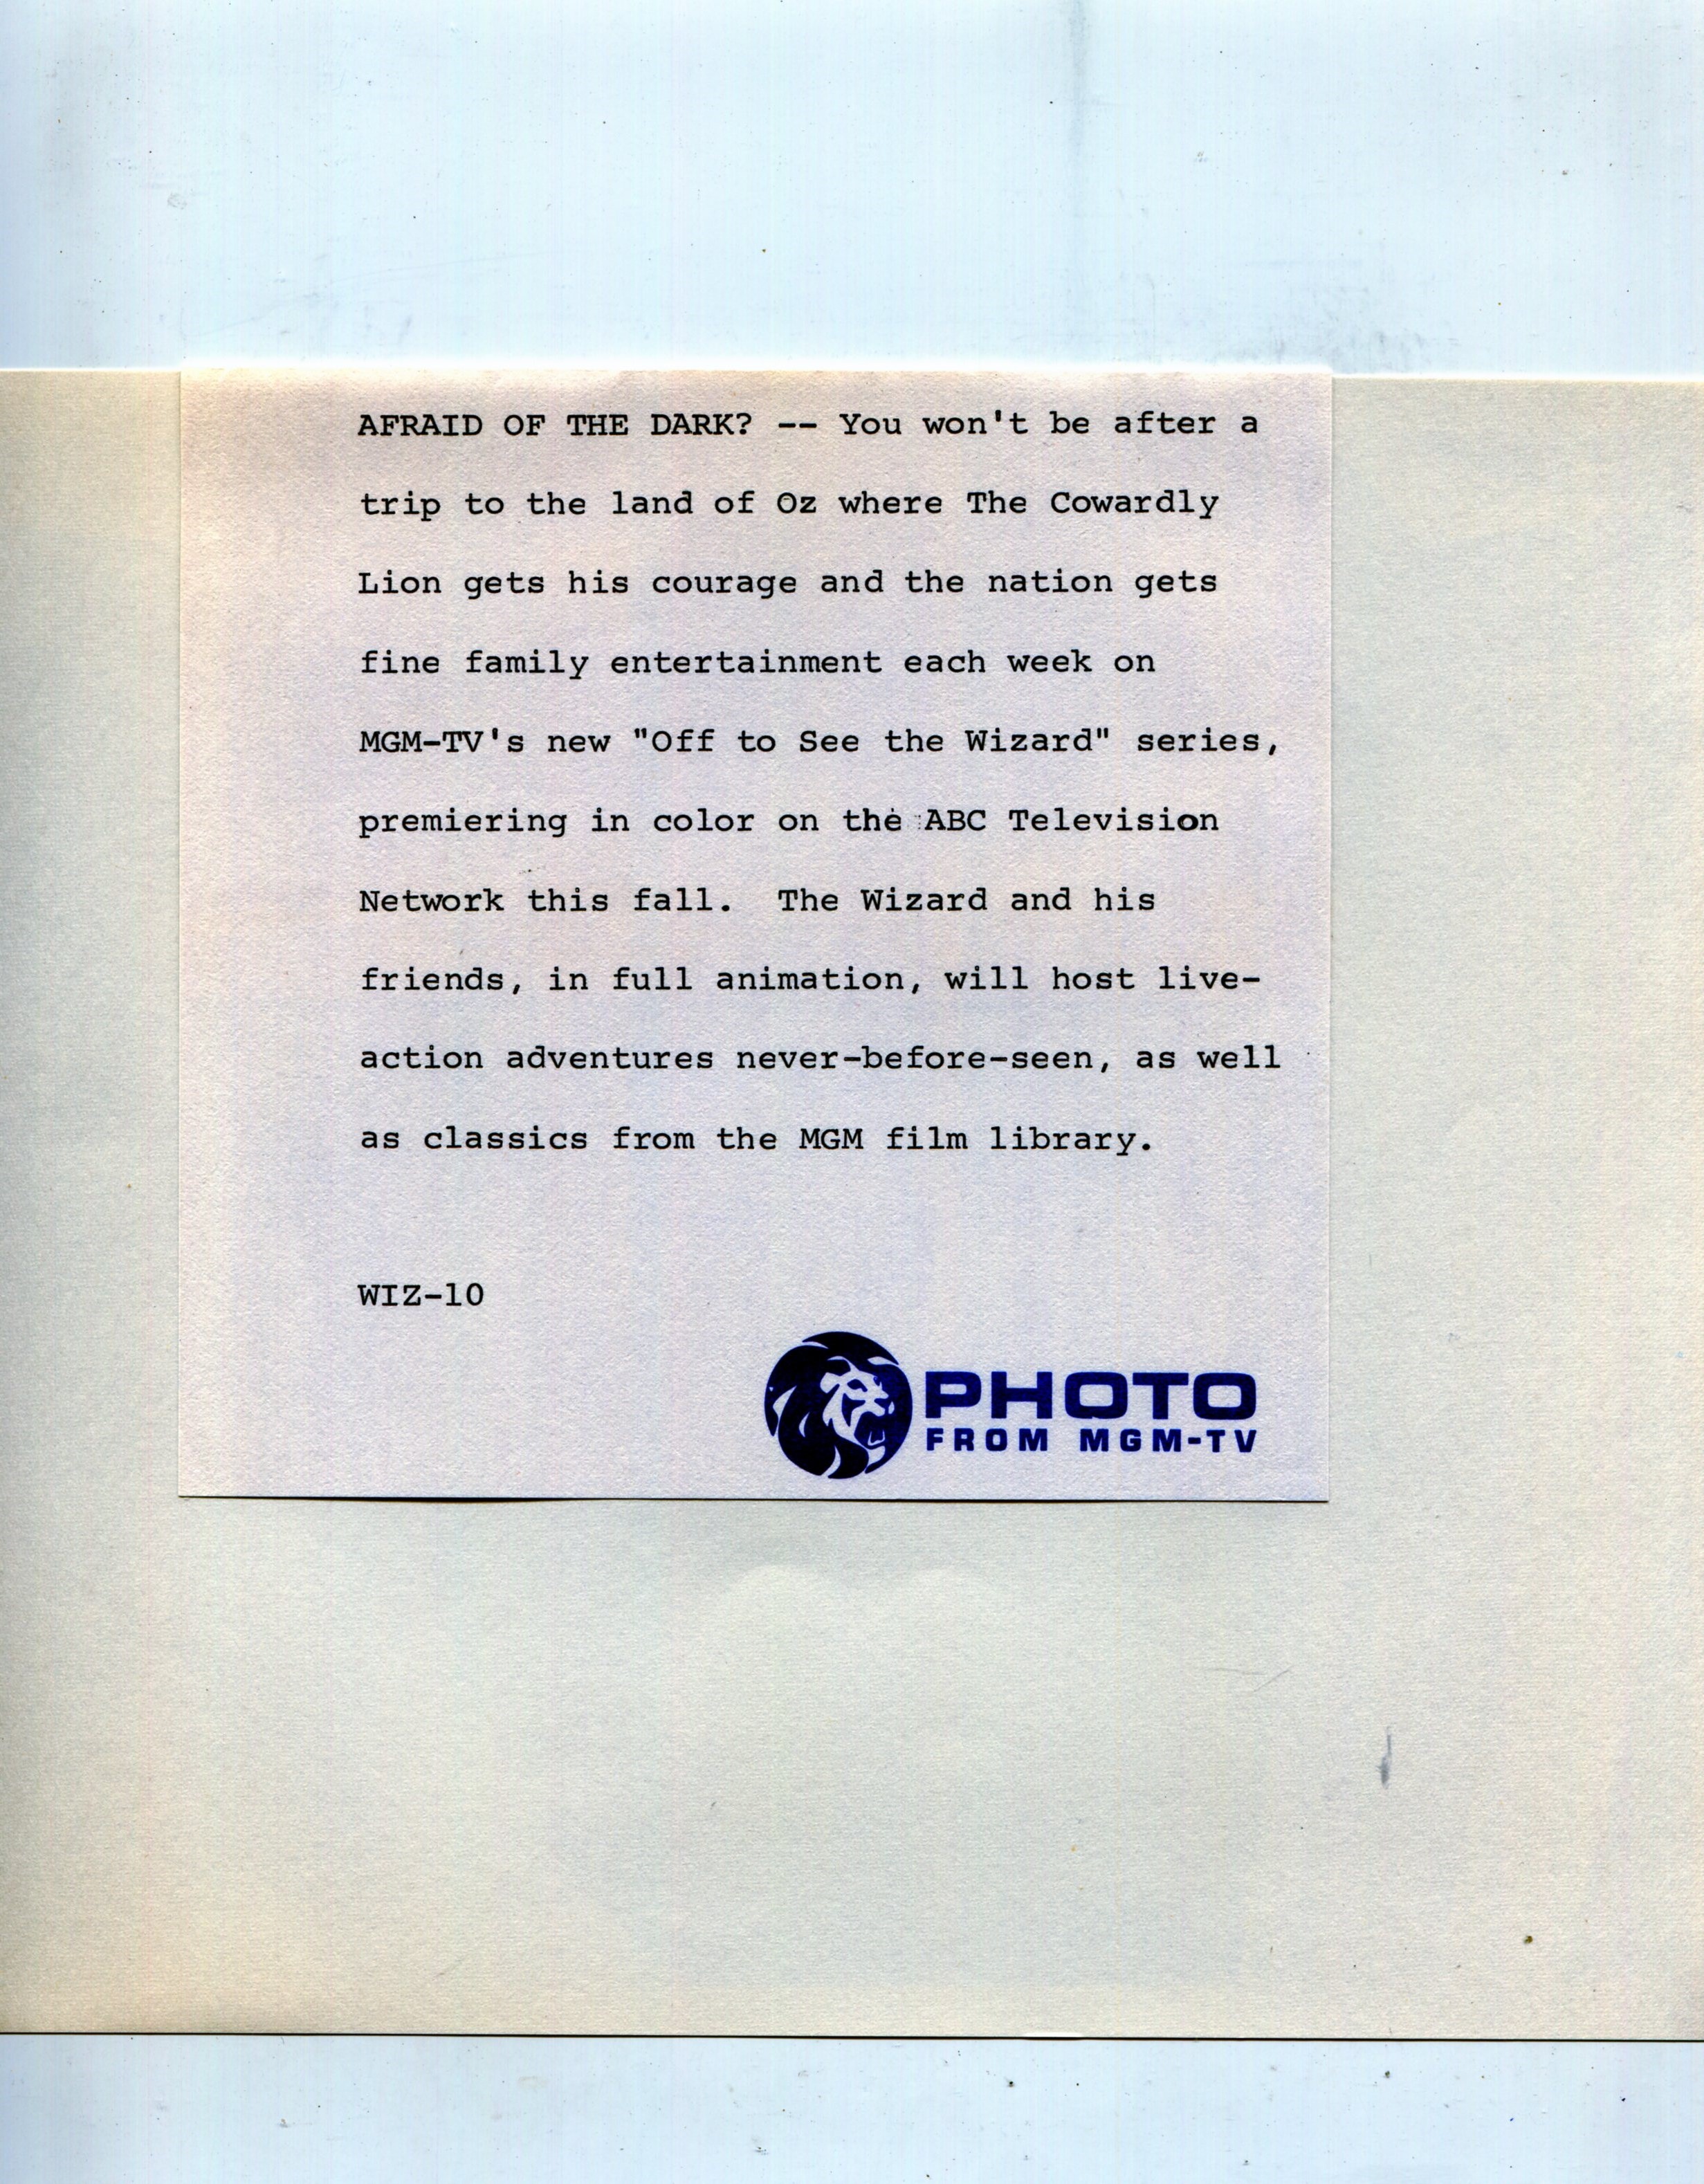 AFRAID OF THE DARK? -- You won't be after a
trip to the land of Oz where The Cowardly
Lion gets his courage and the nation gets
fine family entertainment each week on
MGM-TV's new "Off to See the Wizard" series,
premiering in color on the ABC Television
Network this fall.  The Wizard and his
friends, in full animation, will host live-
action adventures never-before-seen, as well
as classics from the MGM film library.
WIZ-10
PHOTO
FROM MGM-TV